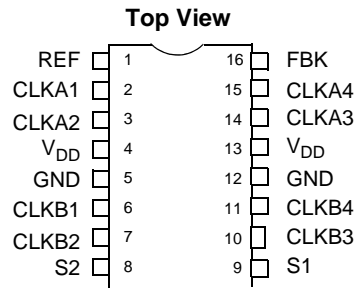 Top View
REF 1 16 FBK
CLKA1 2 15 CLKA4
CLKA2 3 14 CLKA3
VDD 4 13 VDD
GND 5 12 GND
CLKB1 6 11 CLKB4
CLKB2 7 10 CLKB3
S2 8 9 S1